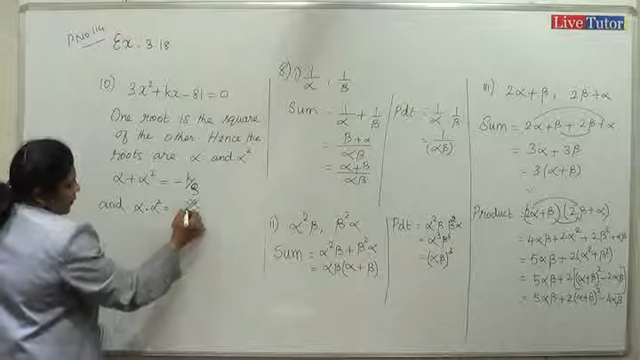 Live Tutor
P.No 114
Ex - 3.18
10) 3x² + kx - 81 = 0
One root is the square
of the other. Hence the
roots are α and α²
α + α² = -k/3
and α·α² =
8) i) 1/α , 1/β
Sum = 1/α + 1/β
= (β + α)/αβ
= (α + β)/αβ
Pdt = 1/α · 1/β
= 1/(αβ)
ii) α²β, β²α
Sum = α²β + β²α
= αβ(α + β)
Pdt = α²β β²α
= α³β³
= (αβ)³
iii) 2α + β, 2β + α
Sum = 2α + β + 2β + α
= 3α + 3β
= 3(α + β)
=
Product = (2α + β)(2β + α)
= 4αβ + 2α² + 2β² + αβ
= 5αβ + 2(α² + β²)
= 5αβ + 2[(α + β)² - 2αβ]
= 5αβ + 2(α + β)² - 4αβ